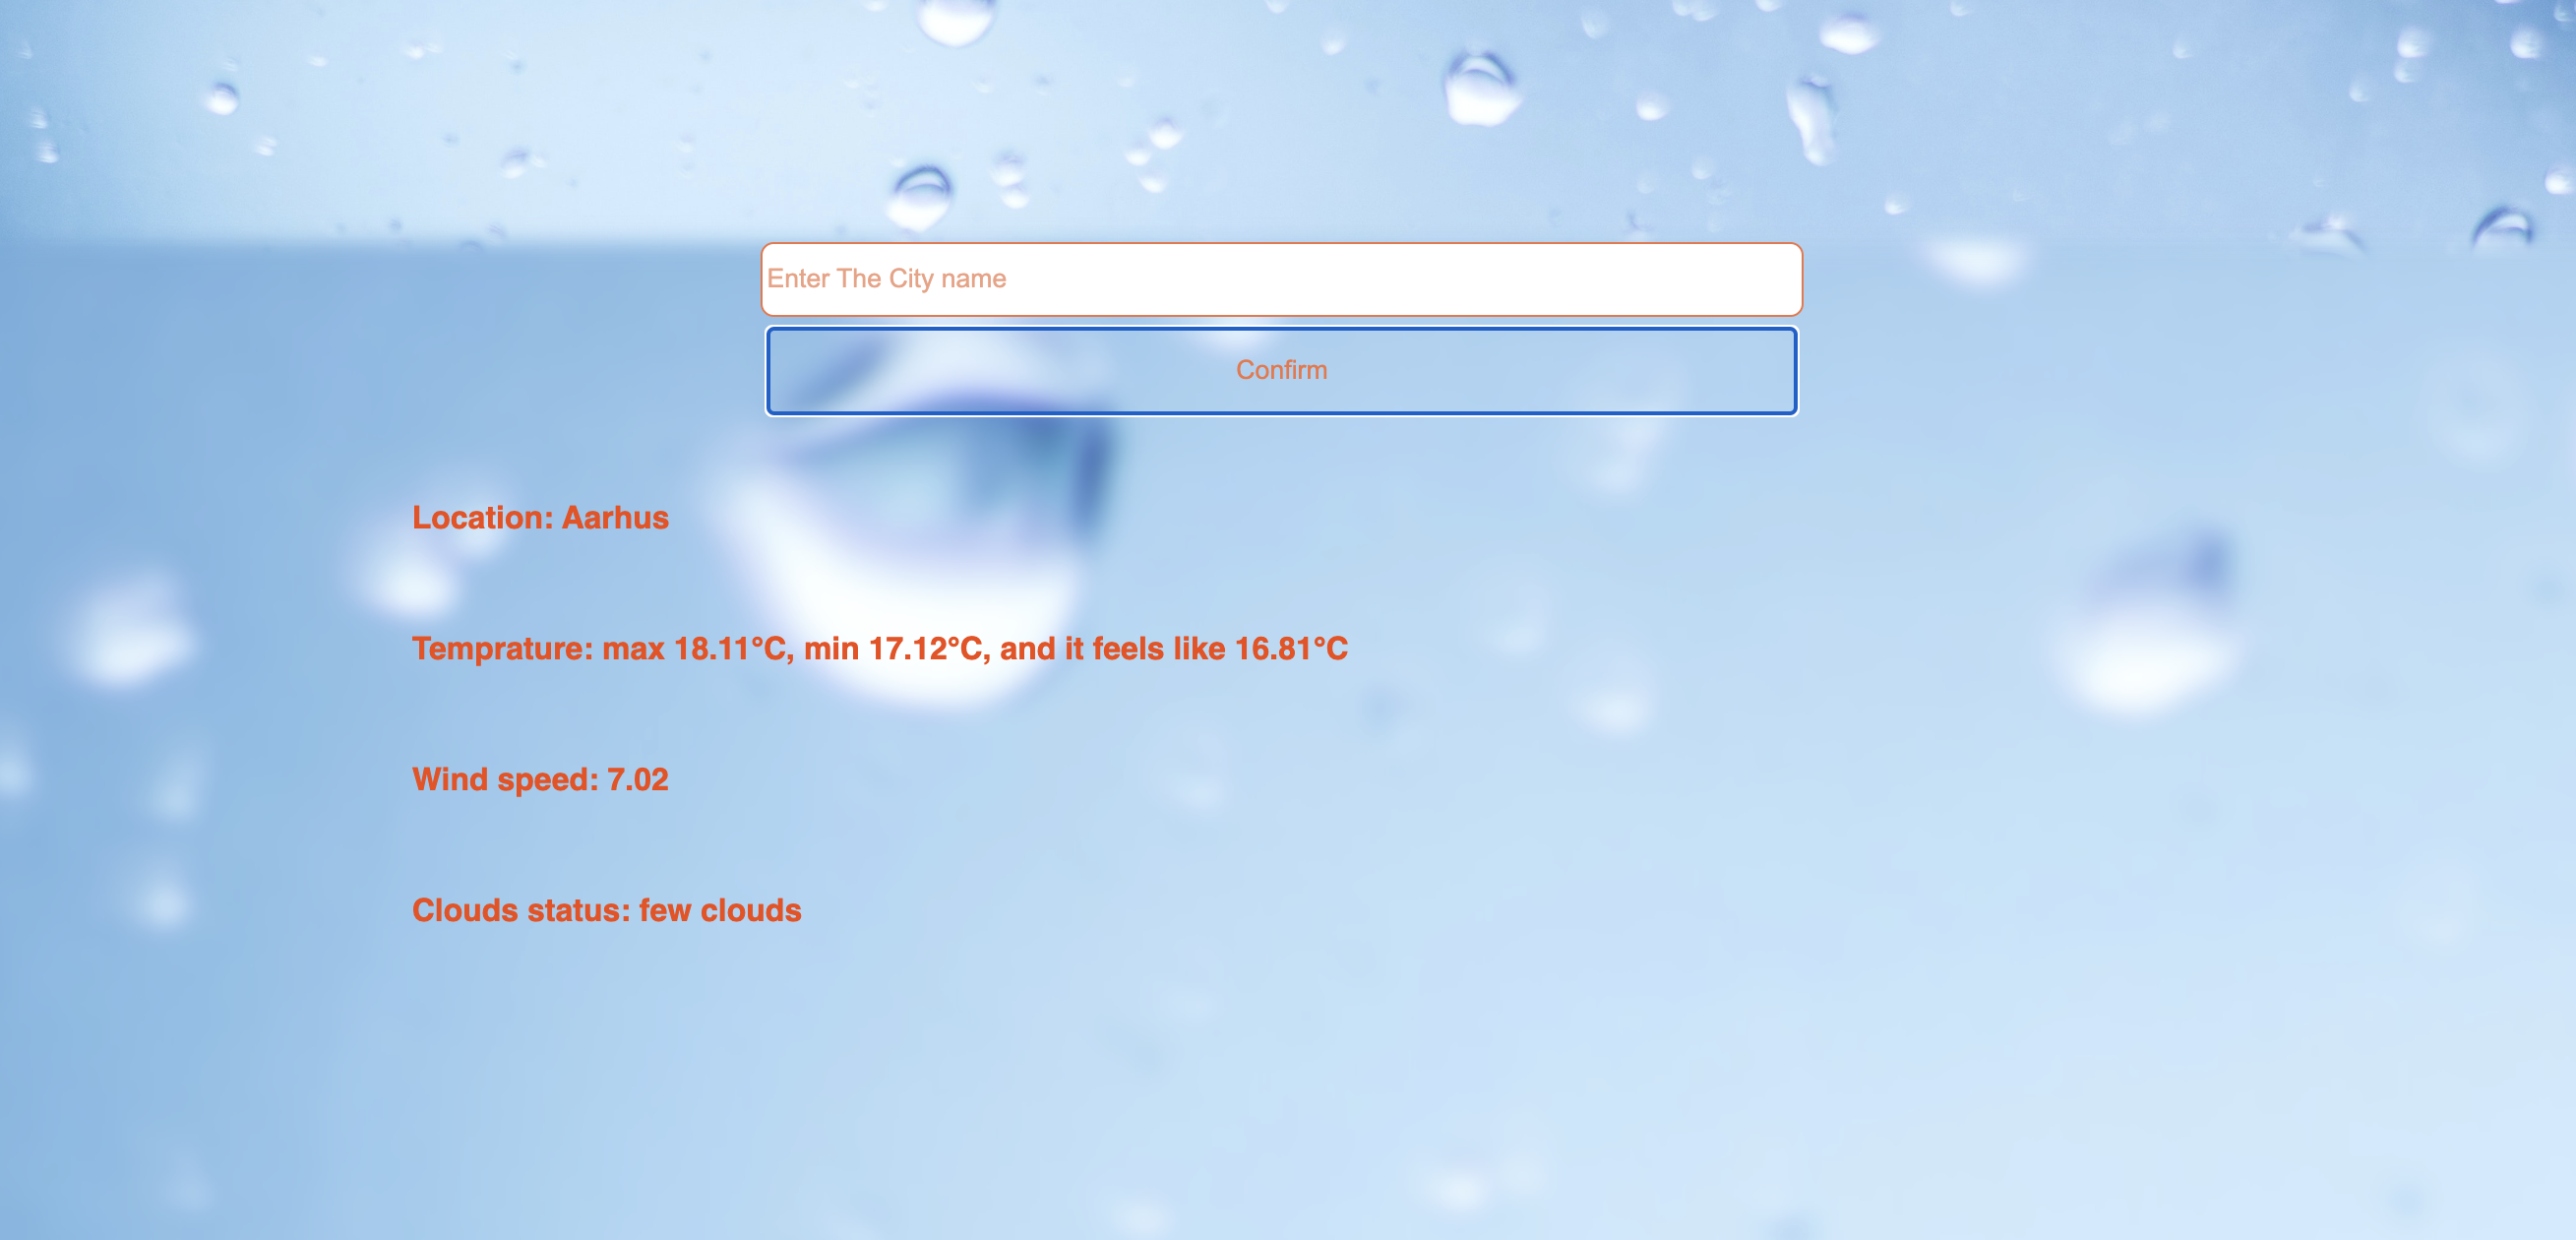 Enter The City name
Confirm
Location: Aarhus
Temprature: max 18.11°C, min 17.12°C, and it feels like 16.81°C
Wind speed: 7.02
Clouds status: few clouds